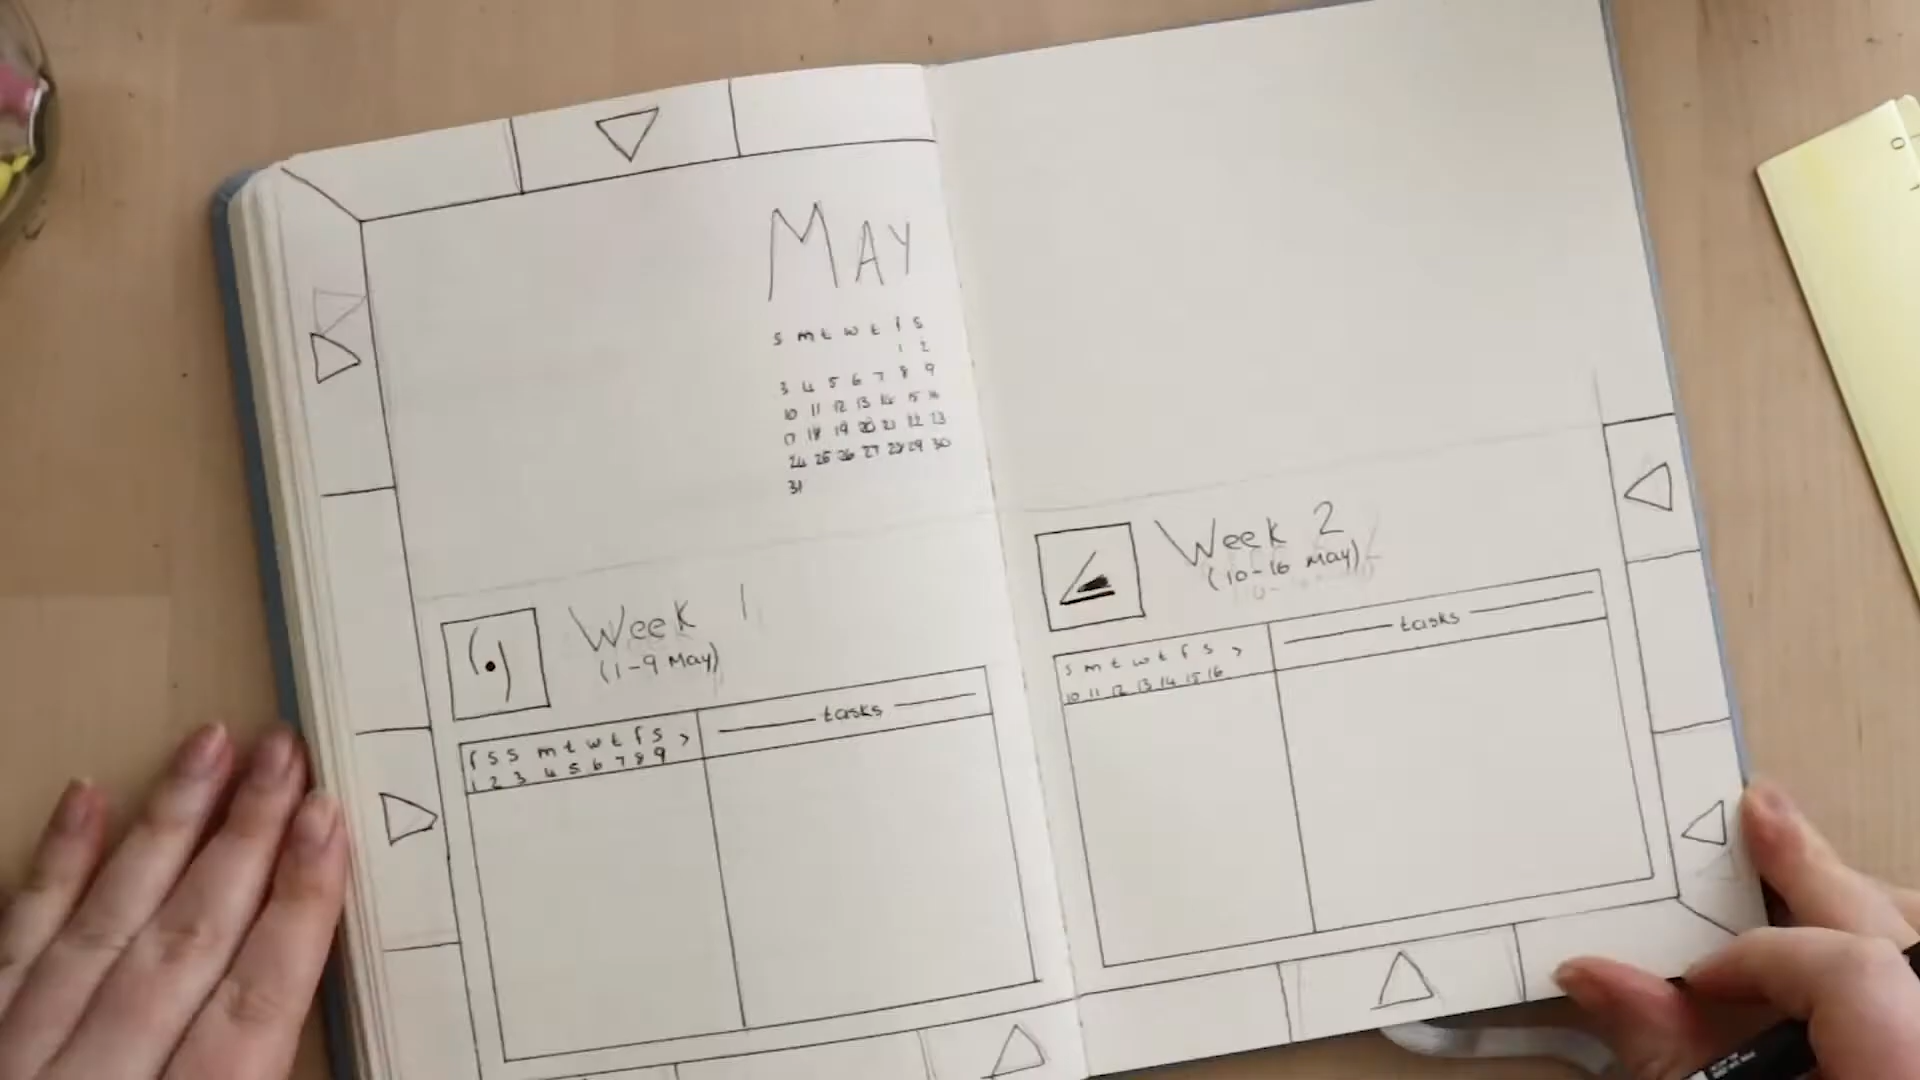 May
s m t w t f s
1 2
3 4 5 6 7 8 9
10 11 12 13 14 15 16
17 18 19 20 21 22 23
24 25 26 27 28 29 30
31
Week 1
(1-9 May)
tasks
f s s m t w t f s >
1 2 3 4 5 6 7 8 9
Week 2
(10-16 May)
tasks
s m t w t f s >
10 11 12 13 14 15 16
0